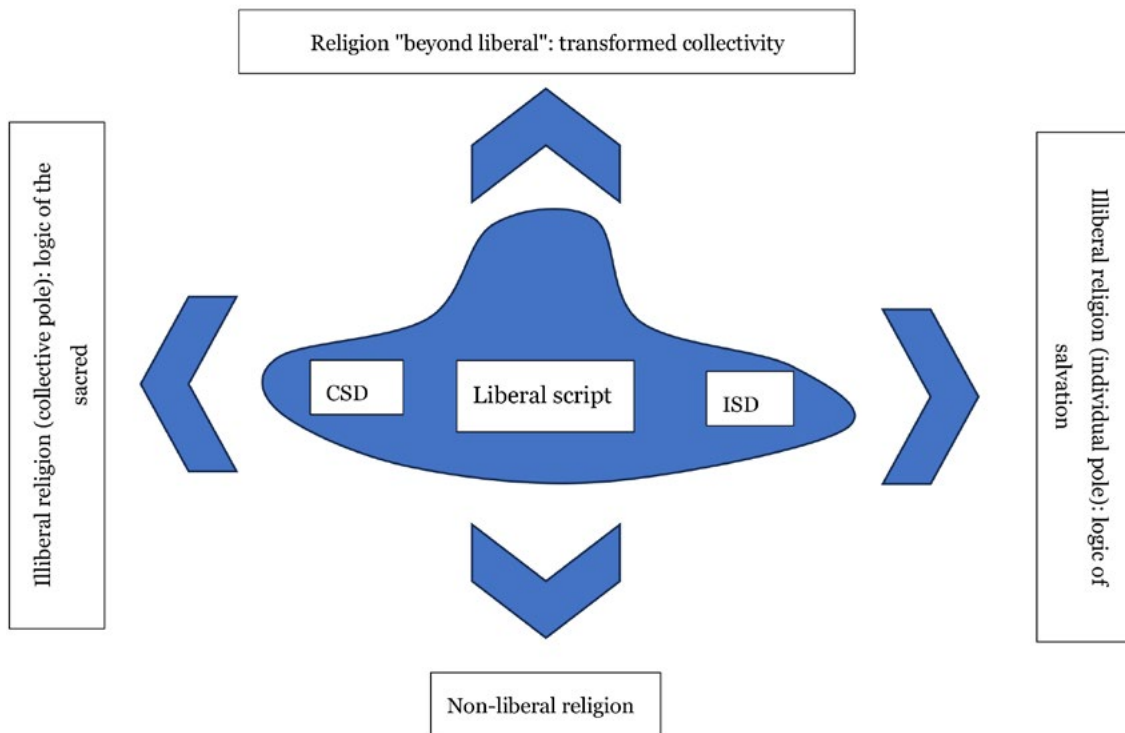 Religion "beyond liberal": transformed collectivity
Illiberal religion (collective pole): logic of the
sacred
CSD
Liberal script
ISD
Illiberal religion (individual pole): logic of
salvation
Non-liberal religion